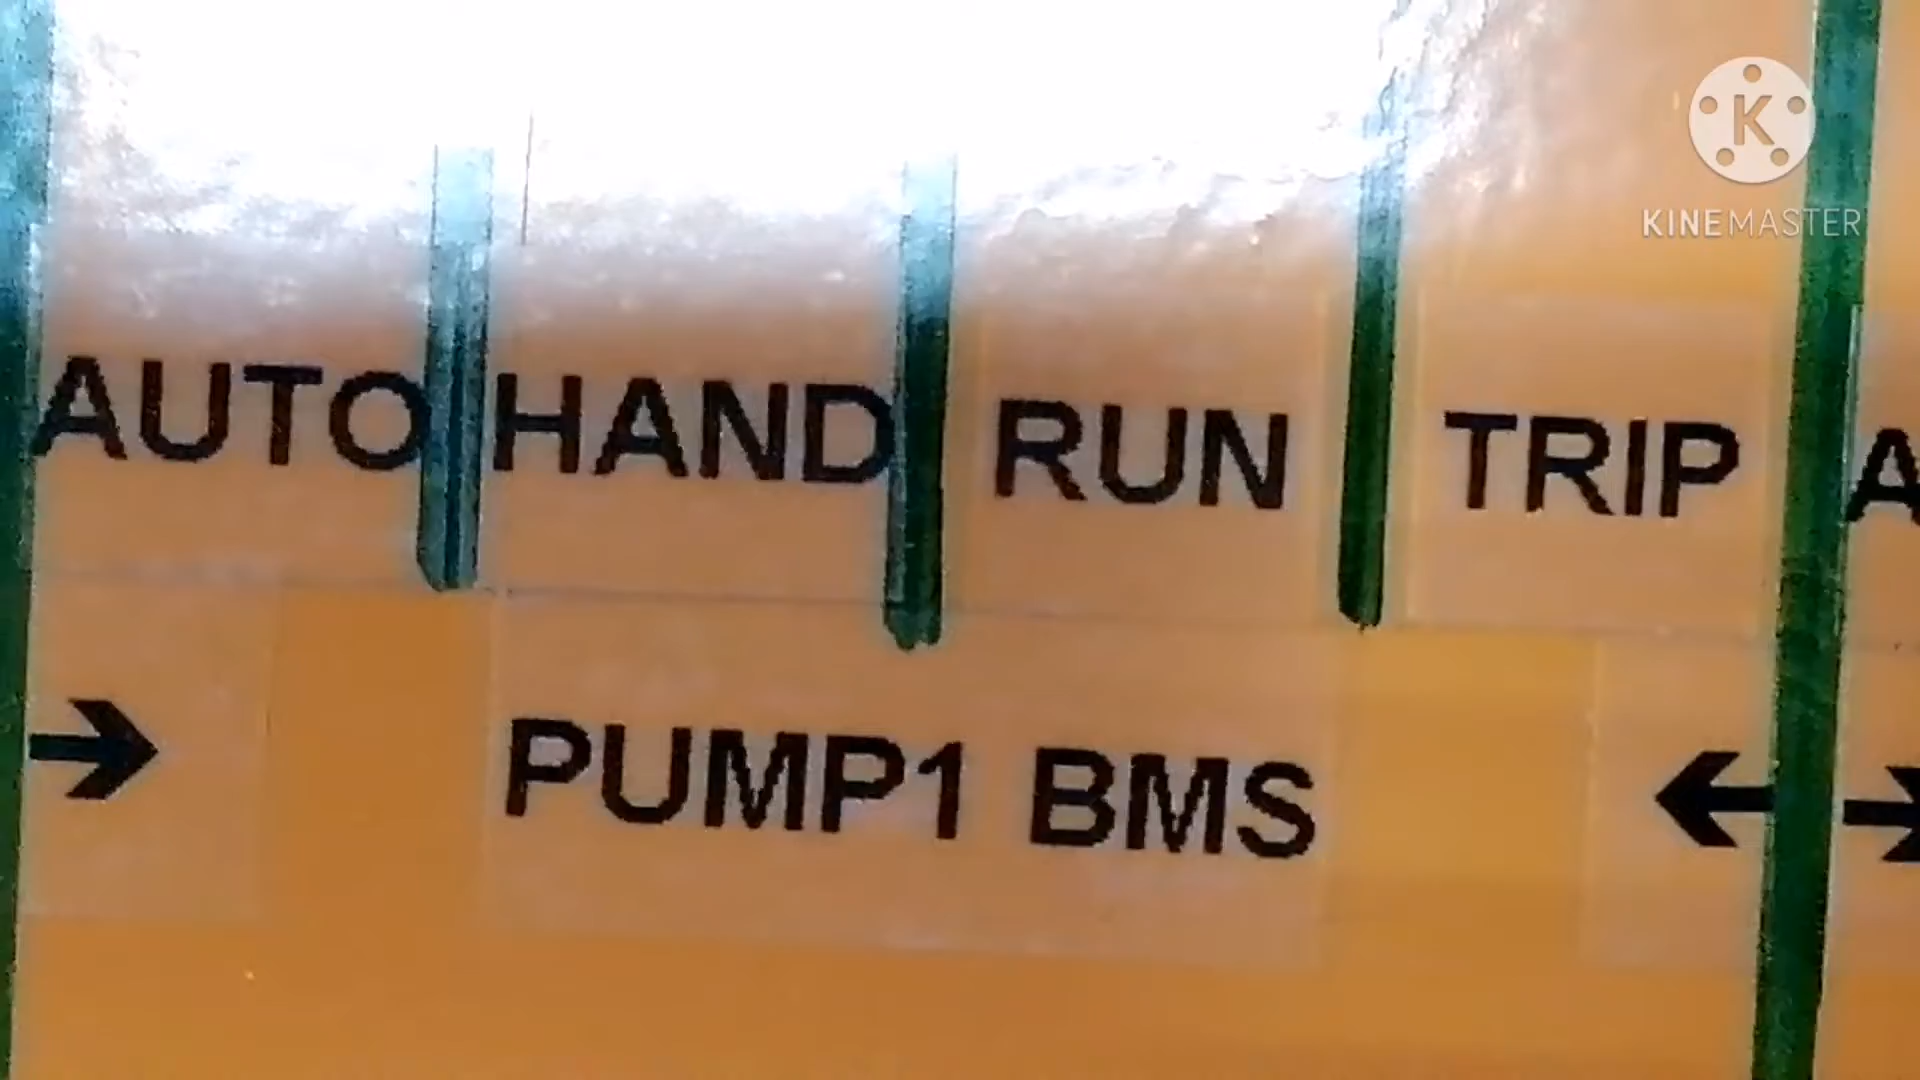 K
KINEMASTER
AUTO HAND RUN TRIP A
→ PUMP1 BMS ← →